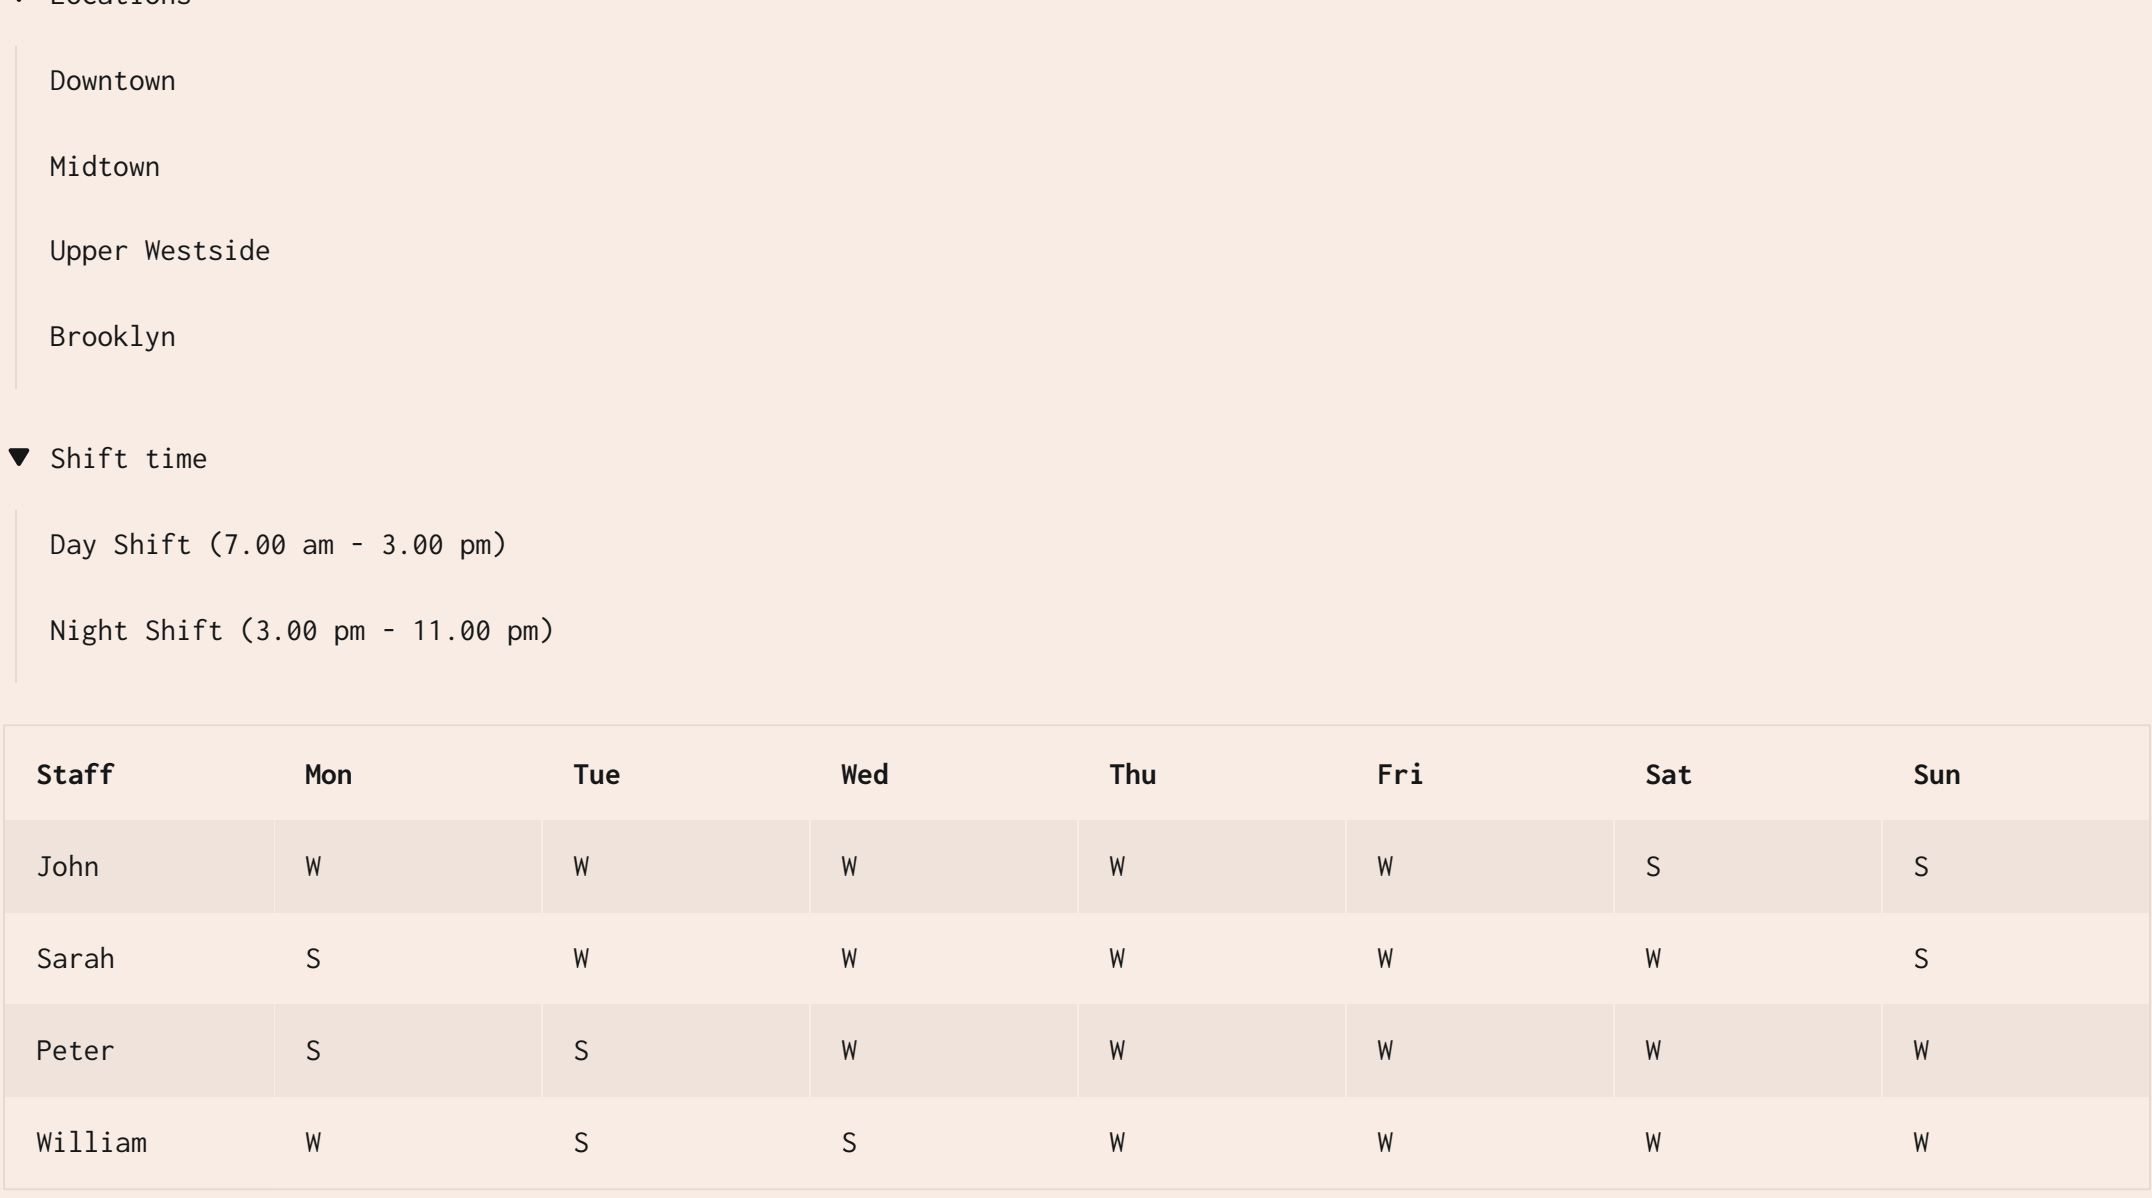 Locations
Downtown
Midtown
Upper Westside
Brooklyn
Shift time
Day Shift (7.00 am - 3.00 pm)
Night Shift (3.00 pm - 11.00 pm)
Staff Mon Tue Wed Thu Fri Sat Sun
John W W W W W S S
Sarah S W W W W W S
Peter S S W W W W W
William W S S W W W W